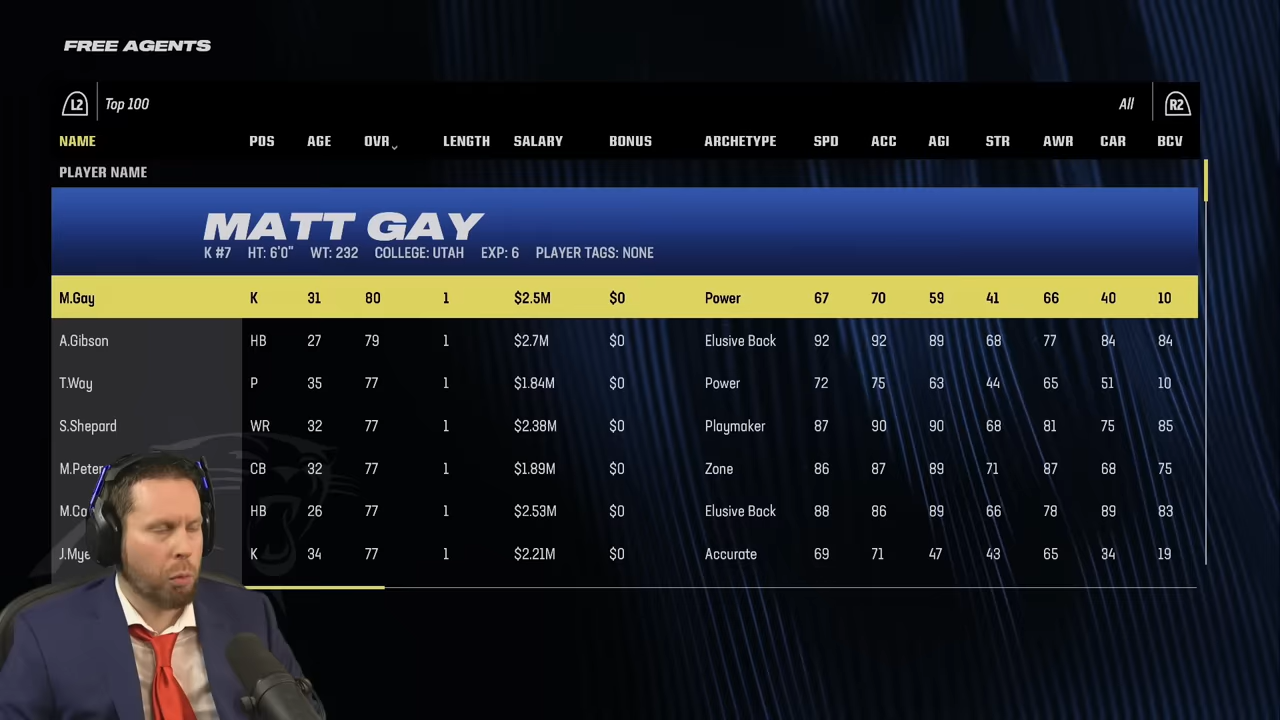 FREE AGENTS
L2 Top 100 All R2
NAME POS AGE OVR LENGTH SALARY BONUS ARCHETYPE SPD ACC AGI STR AWR CAR BCV
PLAYER NAME
MATT GAY
K #7 HT: 6'0" WT: 232 COLLEGE: UTAH EXP: 6 PLAYER TAGS: NONE
M.Gay K 31 80 1 $2.5M $0 Power 67 70 59 41 66 40 10
A.Gibson HB 27 79 1 $2.7M $0 Elusive Back 92 92 89 68 77 84 84
T.Way P 35 77 1 $1.84M $0 Power 72 75 63 44 65 51 10
S.Shepard WR 32 77 1 $2.38M $0 Playmaker 87 90 90 68 81 75 85
M.Peter CB 32 77 1 $1.89M $0 Zone 86 87 89 71 87 68 75
M.Ca HB 26 77 1 $2.53M $0 Elusive Back 88 86 89 66 78 89 83
J.Mye K 34 77 1 $2.21M $0 Accurate 69 71 47 43 65 34 19